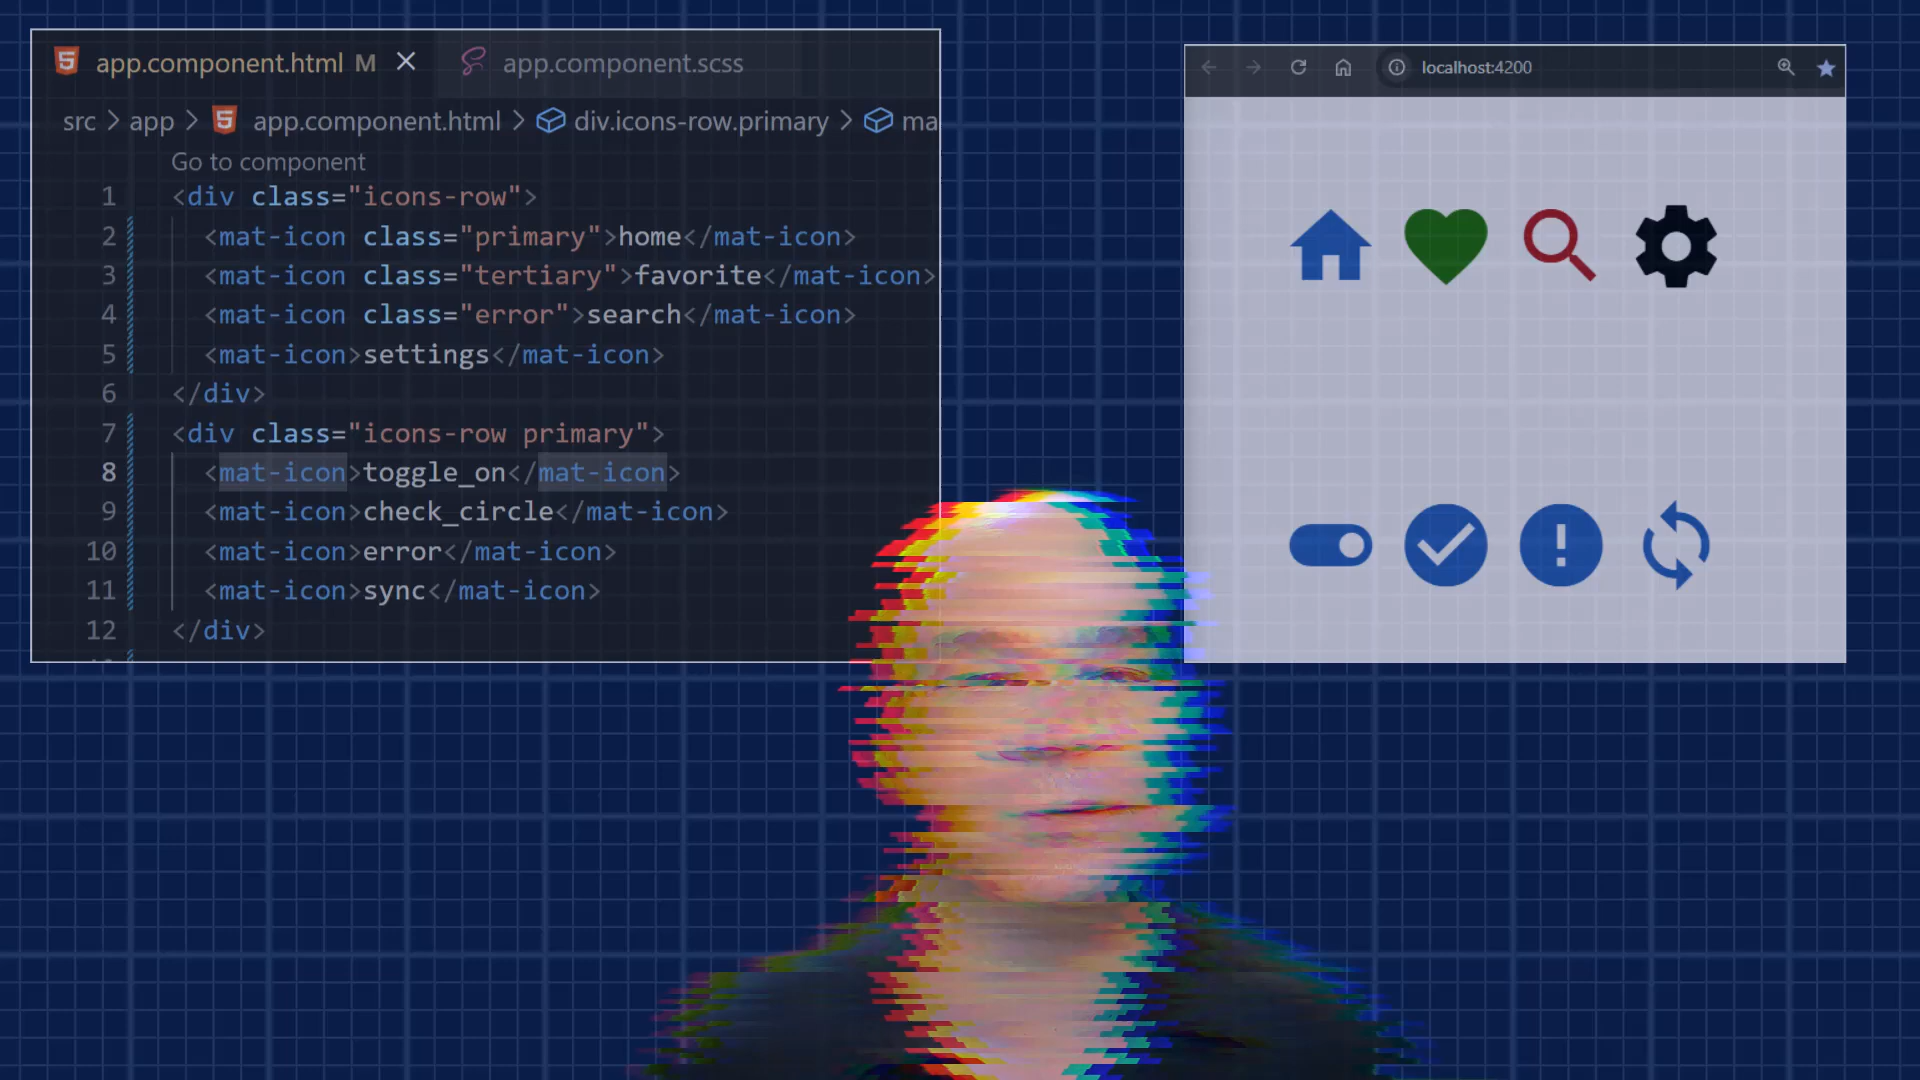 app.component.html M
app.component.scss
src > app > app.component.html > div.icons-row.primary > ma
Go to component
1 <div class="icons-row">
2 <mat-icon class="primary">home</mat-icon>
3 <mat-icon class="tertiary">favorite</mat-icon>
4 <mat-icon class="error">search</mat-icon>
5 <mat-icon>settings</mat-icon>
6 </div>
7 <div class="icons-row primary">
8 <mat-icon>toggle_on</mat-icon>
9 <mat-icon>check_circle</mat-icon>
10 <mat-icon>error</mat-icon>
11 <mat-icon>sync</mat-icon>
12 </div>
localhost:4200